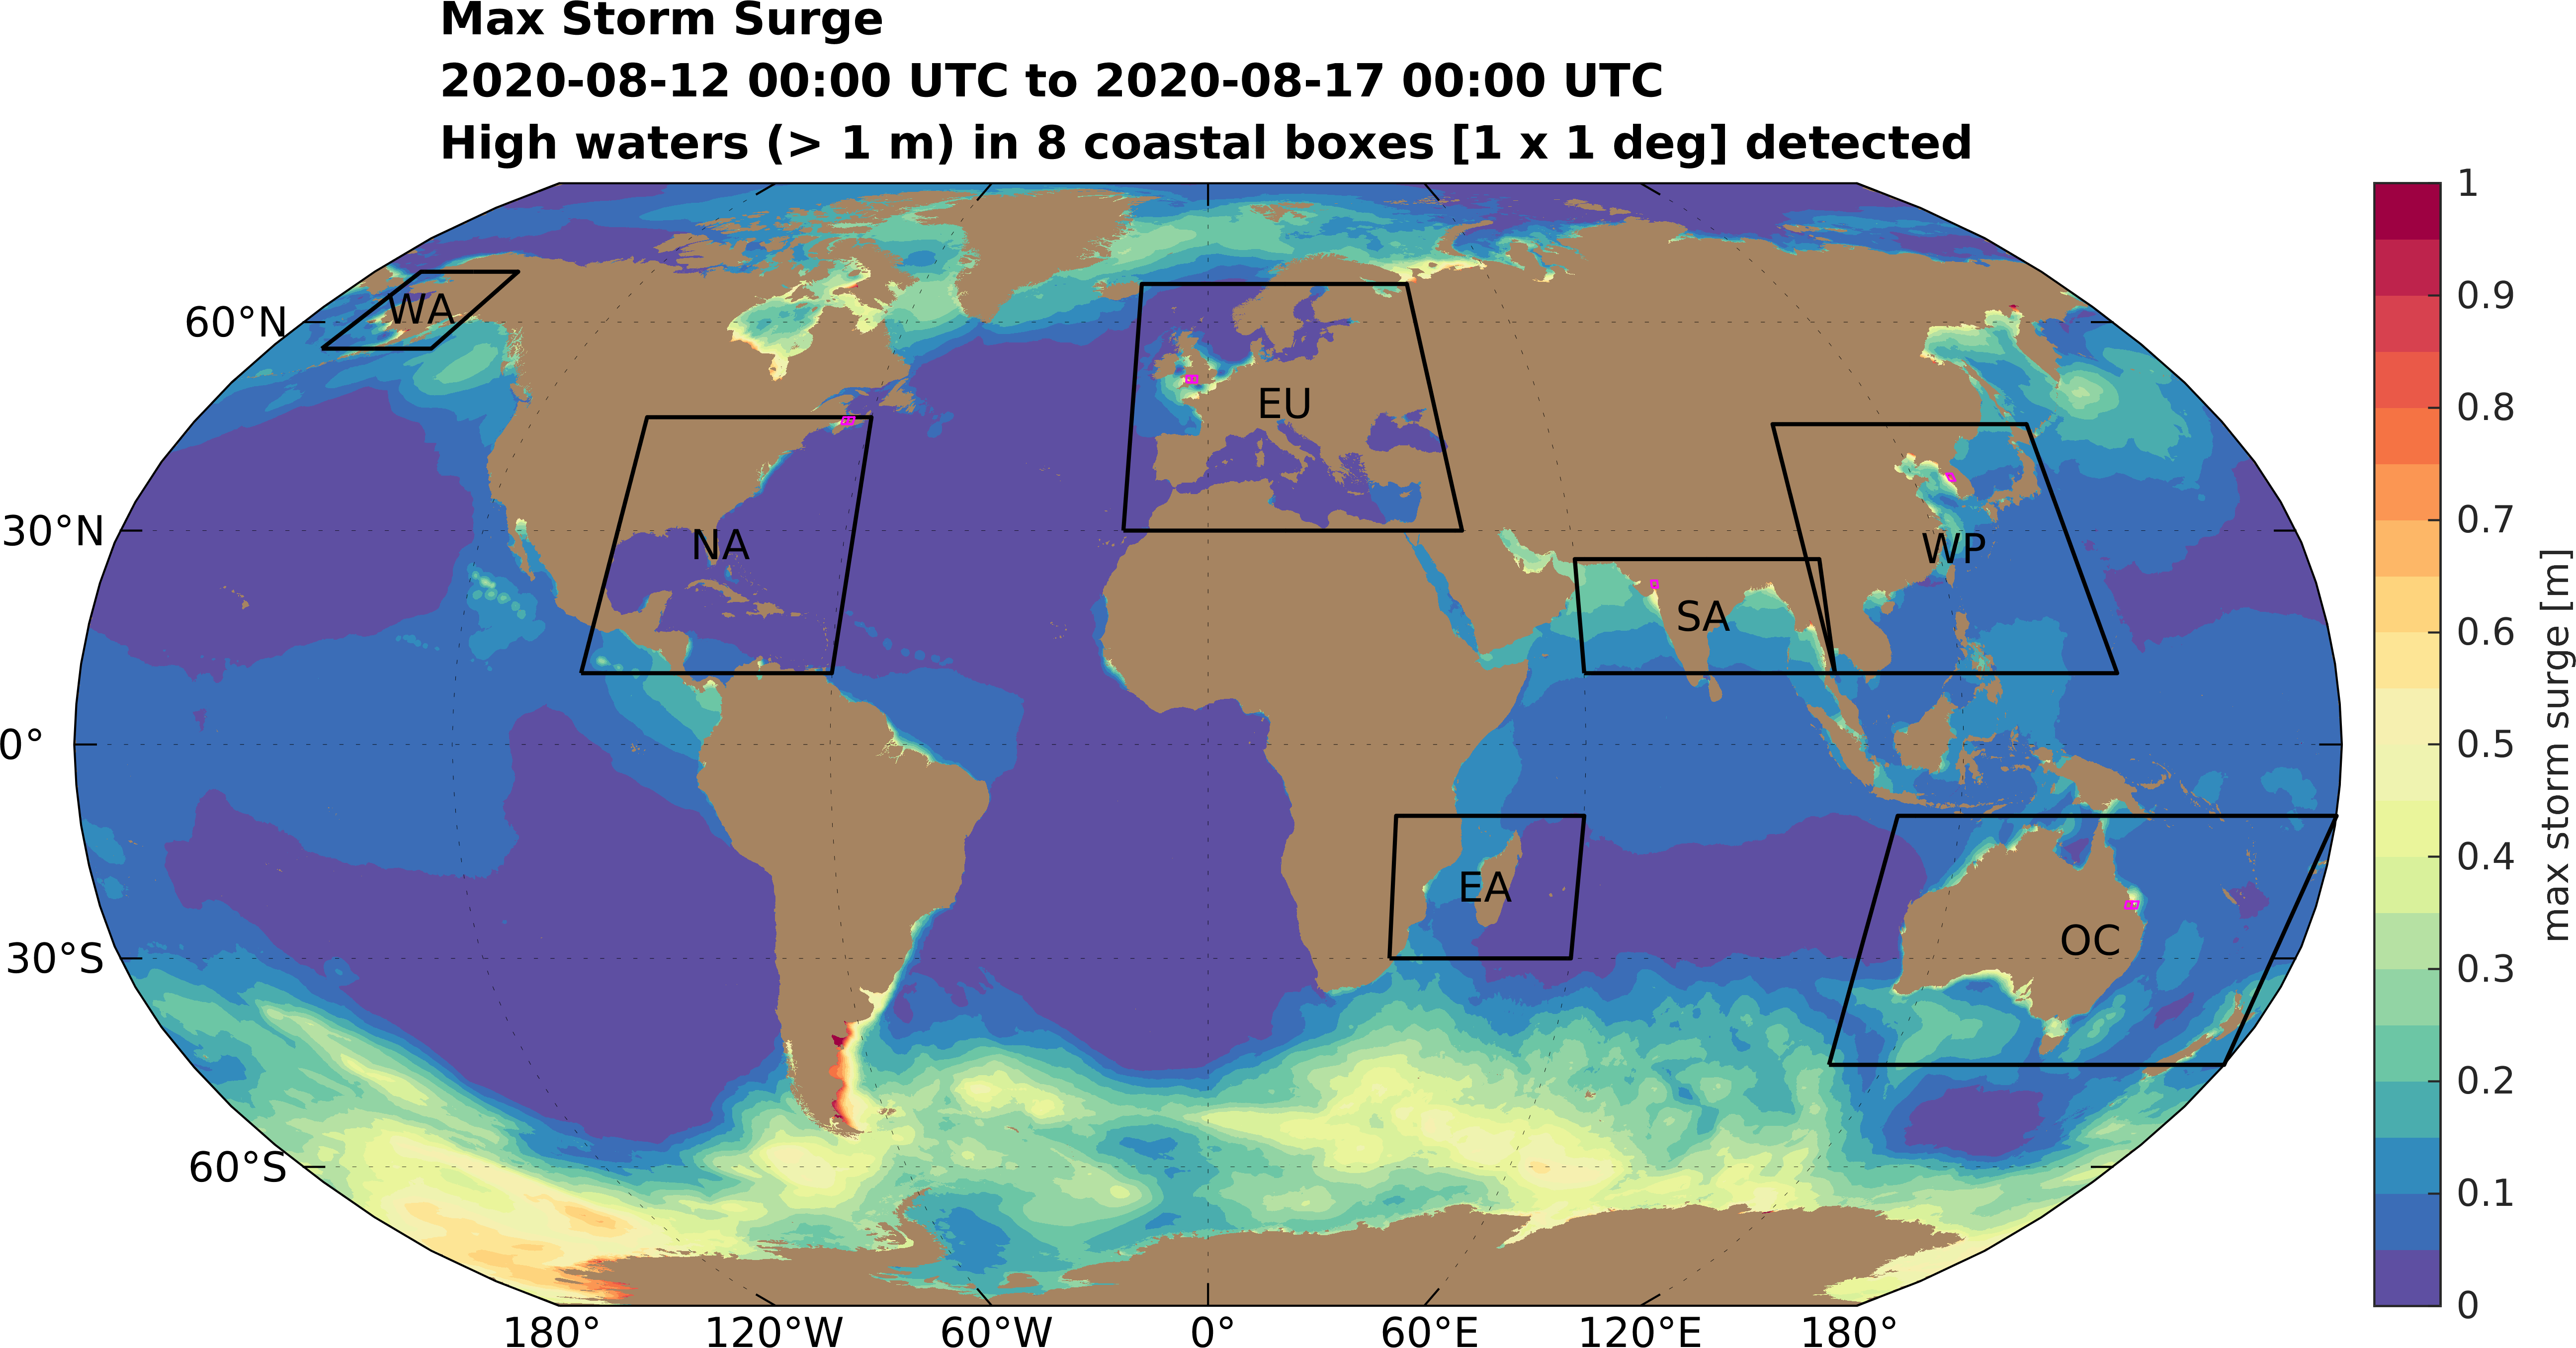 Max Storm Surge
2020-08-12 00:00 UTC to 2020-08-17 00:00 UTC
High waters (> 1 m) in 8 coastal boxes [1 x 1 deg] detected
60°N
30°N
0°
30°S
60°S
WA
NA
EU
SA
WP
EA
OC
180°
120°W
60°W
0°
60°E
120°E
180°
1
0.9
0.8
0.7
0.6
0.5
0.4
0.3
0.2
0.1
0
max storm surge [m]